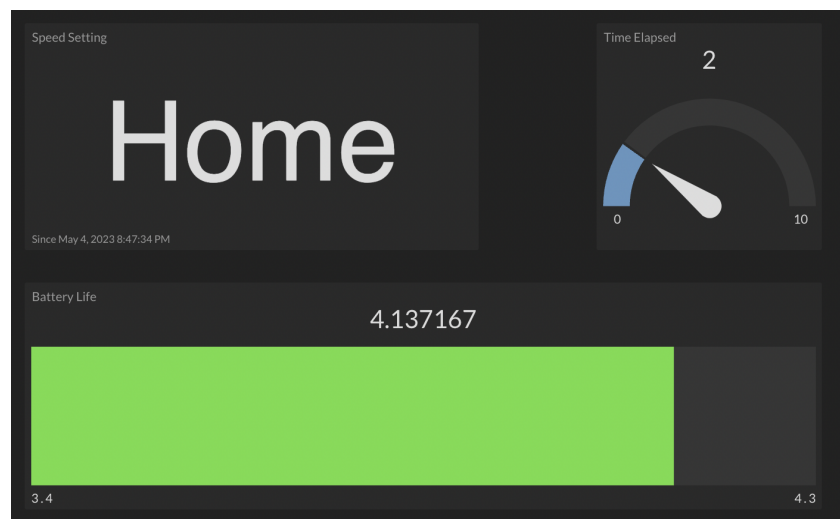 Speed Setting
Home
Since May 4, 2023 8:47:34 PM
Time Elapsed
2
0
10
Battery Life
4.137167
3.4
4.3